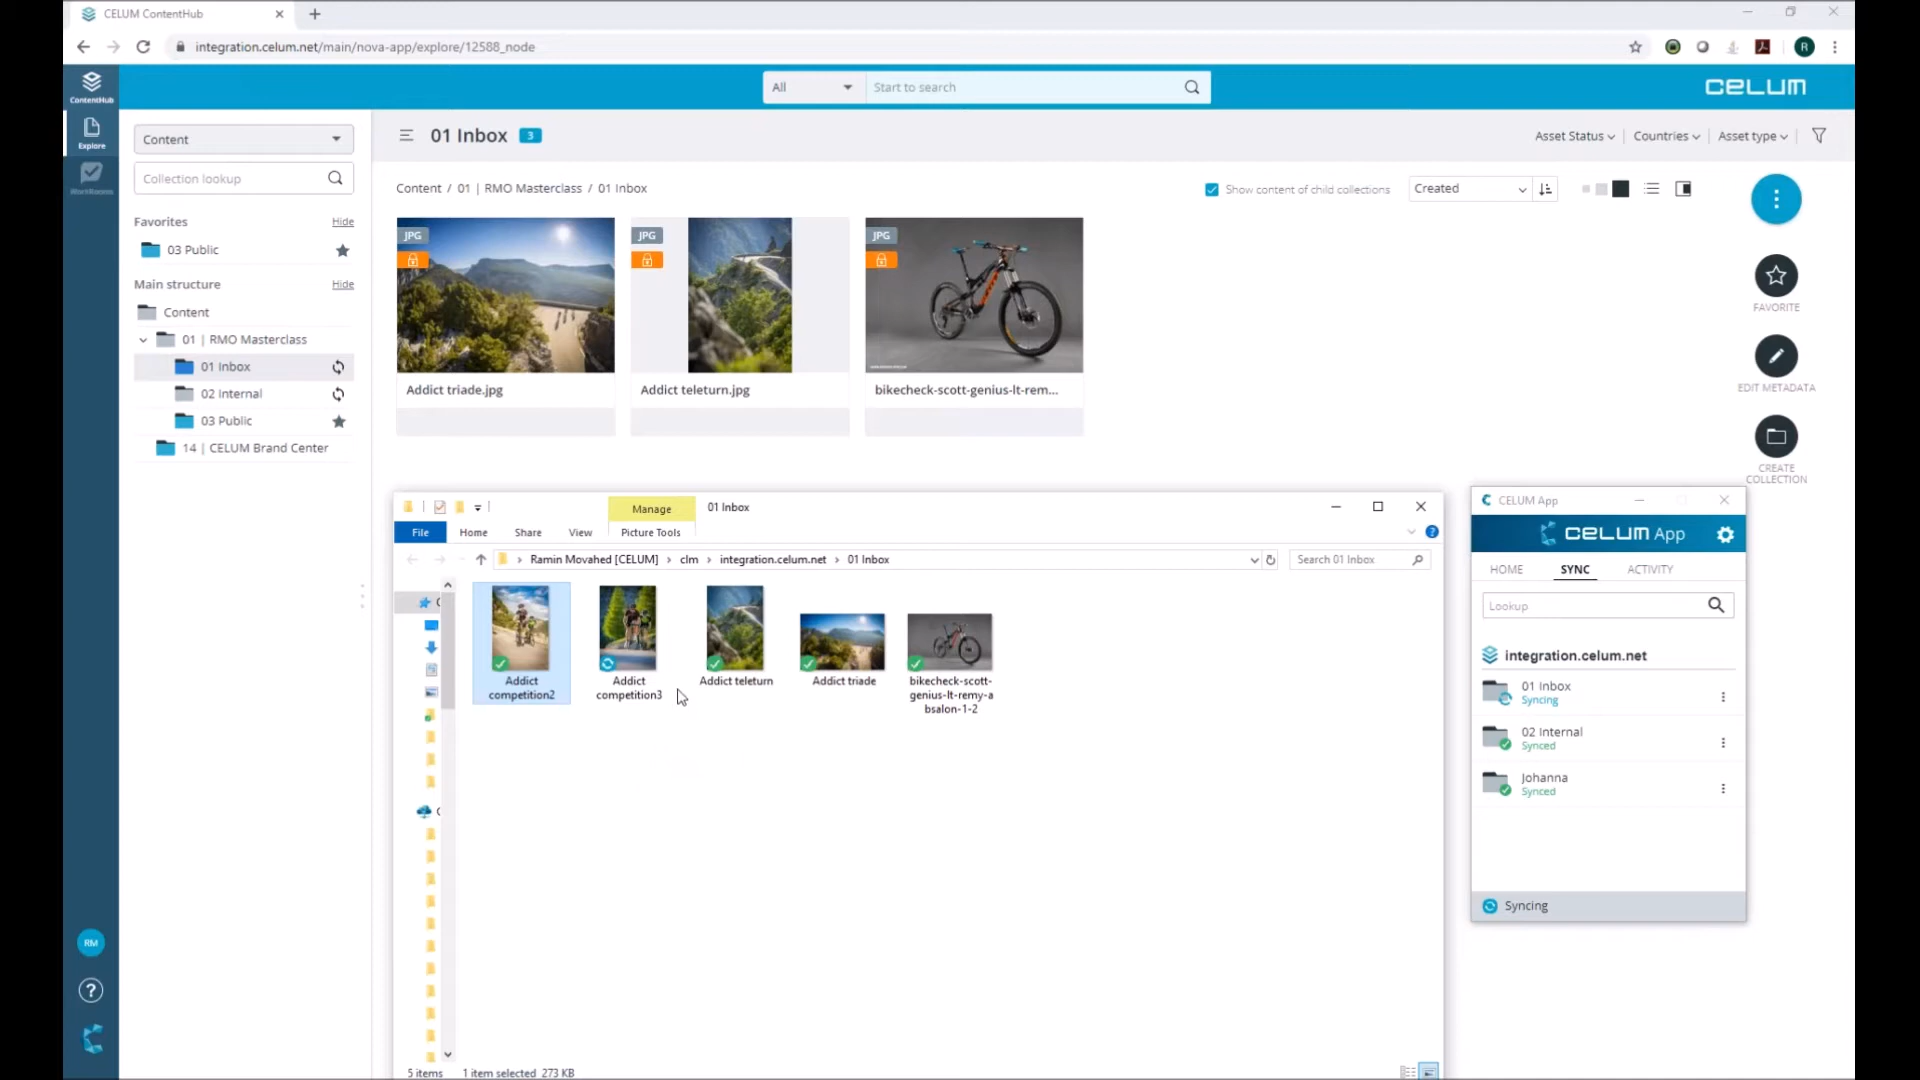 CELUM ContentHub
integration.celum.net/main/nova-app/explore/12588_node
R
ContentHub
All
Start to search
CELUM
Explore
WorkRooms
Content
Collection lookup
Favorites
Hide
03 Public
Main structure
Hide
Content
01 | RMO Masterclass
01 Inbox
02 Internal
03 Public
14 | CELUM Brand Center
RM
?
01 Inbox 3
Asset Status
Countries
Asset type
Content / 01 | RMO Masterclass / 01 Inbox
Show content of child collections
Created
JPG
JPG
JPG
Addict triade.jpg
Addict teleturn.jpg
bikecheck-scott-genius-lt-rem...
FAVORITE
EDIT METADATA
CREATE
COLLECTION
Manage
01 Inbox
File
Home
Share
View
Picture Tools
Ramin Movahed [CELUM] > clm > integration.celum.net > 01 Inbox
Search 01 Inbox
Addict
competition2
Addict
competition3
Addict teleturn
Addict triade
bikecheck-scott-
genius-lt-remy-a
bsalon-1-2
5 items
1 item selected 273 KB
CELUM App
CELUM App
HOME
SYNC
ACTIVITY
Lookup
integration.celum.net
01 Inbox
Syncing
02 Internal
Synced
Johanna
Synced
Syncing